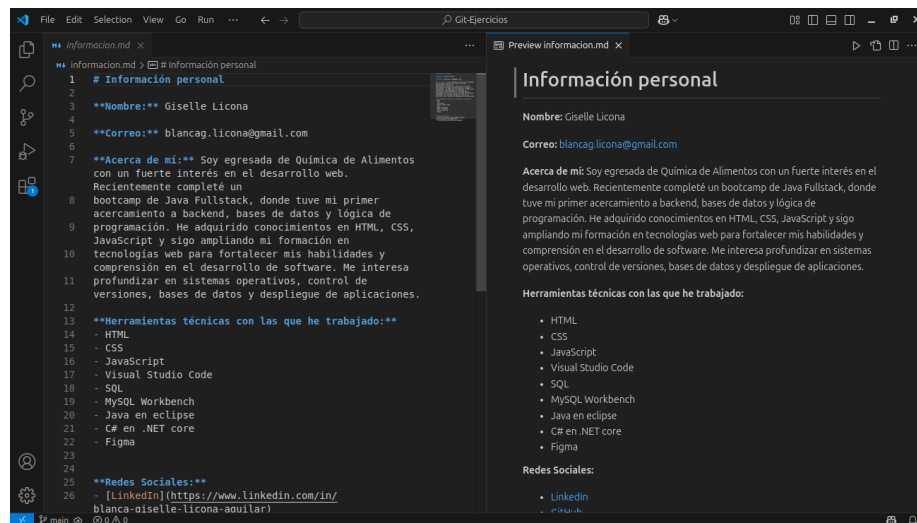 File Edit Selection View Go Run ··· ← → Git-Ejercicios
informacion.md × ···
informacion.md > # Información personal
1 # Información personal
2
3 **Nombre:** Giselle Licona
4
5 **Correo:** blancag.licona@gmail.com
6
7 **Acerca de mí:** Soy egresada de Química de Alimentos
con un fuerte interés en el desarrollo web.
Recientemente completé un
8 bootcamp de Java Fullstack, donde tuve mi primer
acercamiento a backend, bases de datos y lógica de
9 programación. He adquirido conocimientos en HTML, CSS,
JavaScript y sigo ampliando mi formación en
10 tecnologías web para fortalecer mis habilidades y
comprensión en el desarrollo de software. Me interesa
11 profundizar en sistemas operativos, control de
versiones, bases de datos y despliegue de aplicaciones.
12
13 **Herramientas técnicas con las que he trabajado:**
14 - HTML
15 - CSS
16 - JavaScript
17 - Visual Studio Code
18 - SQL
19 - MySQL Workbench
20 - Java en eclipse
21 - C# en .NET core
22 - Figma
23
24
25 **Redes Sociales:**
26 - [LinkedIn](https://www.linkedin.com/in/
blanca-giselle-licona-aguilar)
Preview informacion.md × ···
Información personal
Nombre: Giselle Licona
Correo: blancag.licona@gmail.com
Acerca de mí: Soy egresada de Química de Alimentos con un fuerte interés en el
desarrollo web. Recientemente completé un bootcamp de Java Fullstack, donde
tuve mi primer acercamiento a backend, bases de datos y lógica de
programación. He adquirido conocimientos en HTML, CSS, JavaScript y sigo
ampliando mi formación en tecnologías web para fortalecer mis habilidades y
comprensión en el desarrollo de software. Me interesa profundizar en sistemas
operativos, control de versiones, bases de datos y despliegue de aplicaciones.
Herramientas técnicas con las que he trabajado:
• HTML
• CSS
• JavaScript
• Visual Studio Code
• SQL
• MySQL Workbench
• Java en eclipse
• C# en .NET core
• Figma
Redes Sociales:
• LinkedIn
• GitHub
main 0 0